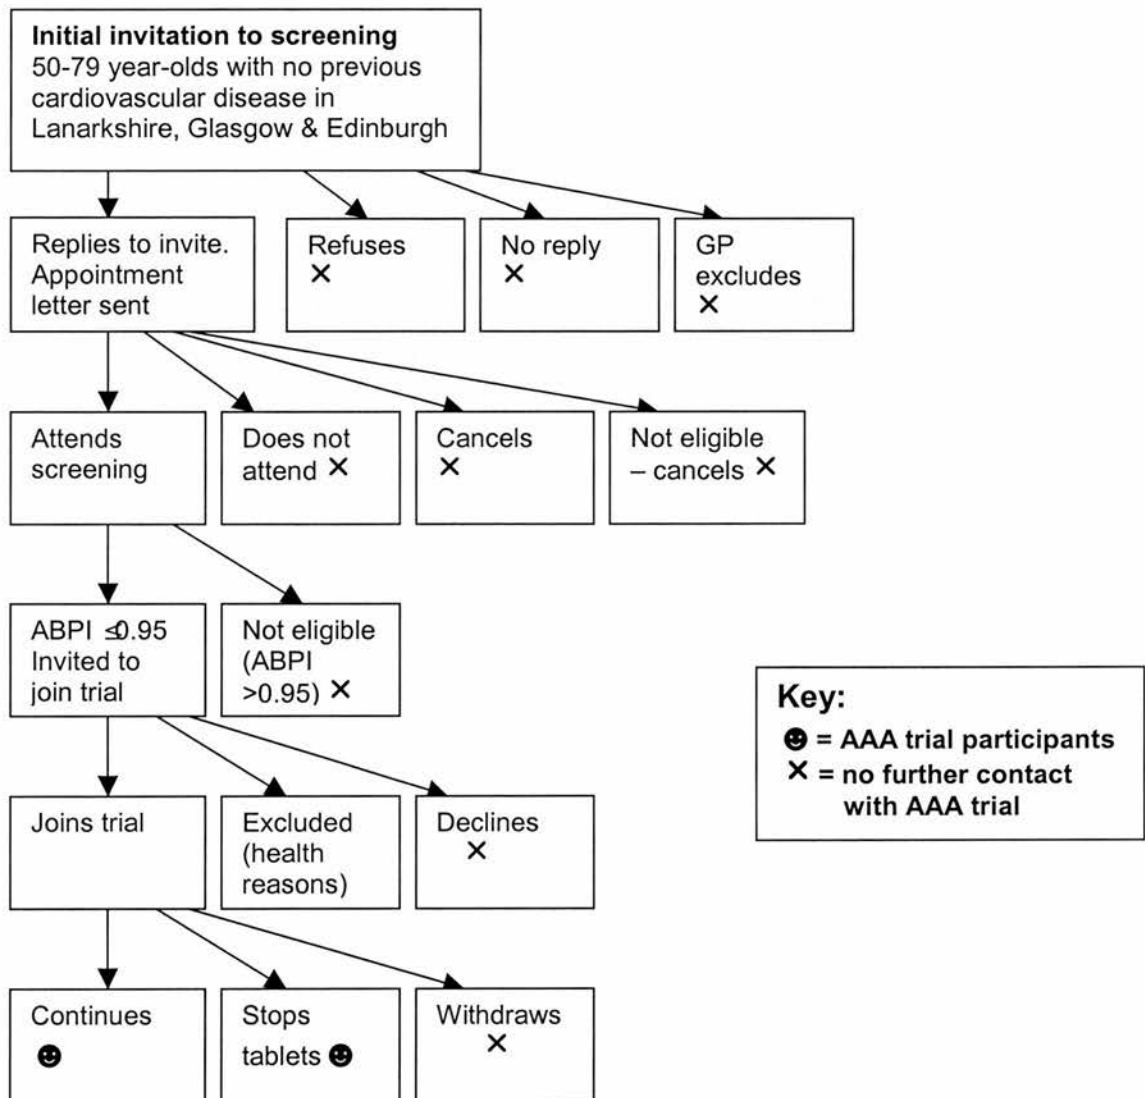 Initial invitation to screening
50-79 year-olds with no previous
cardiovascular disease in
Lanarkshire, Glasgow & Edinburgh
Replies to invite.
Appointment
letter sent
Refuses
✕
No reply
✕
GP
excludes
✕
Attends
screening
Does not
attend ✕
Cancels
✕
Not eligible
– cancels ✕
ABPI ≤0.95
Invited to
join trial
Not eligible
(ABPI
>0.95) ✕
Key:
☻ = AAA trial participants
✕ = no further contact
with AAA trial
Joins trial
Excluded
(health
reasons)
Declines
✕
Continues
☻
Stops
tablets ☻
Withdraws
✕